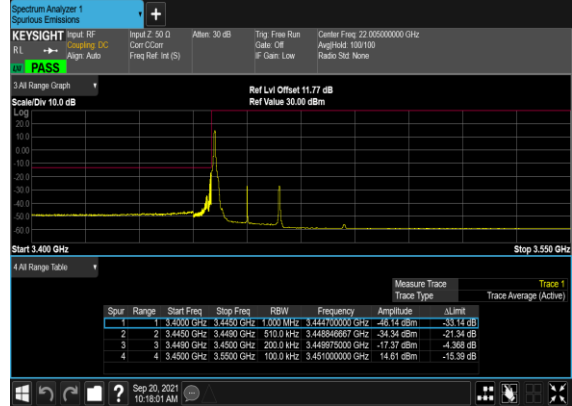 Spectrum Analyzer 1
Spurious Emissions
+
KEYSIGHT Input: RF Input Z: 50 Ω Atten: 30 dB Trig: Free Run Center Freq: 22.005000000 GHz
RL Coupling: DC Corr CCorr Gate: Off Avg|Hold: 100/100
Align: Auto Freq Ref: Int (S) IF Gain: Low Radio Std: None
LW PASS
3 All Range Graph
Ref Lvl Offset 11.77 dB
Scale/Div 10.0 dB Ref Value 30.00 dBm
Log
20.0
10.0
0.00
-10.0
-20.0
-30.0
-40.0
-50.0
-60.0
Start 3.400 GHz Stop 3.550 GHz
4 All Range Table
Measure Trace Trace 1
Trace Type Trace Average (Active)
Spur Range Start Freq Stop Freq RBW Frequency Amplitude ΔLimit
1 1 3.4000 GHz 3.4450 GHz 1.000 MHz 3.444700000 GHz -46.14 dBm -33.14 dB
2 2 3.4450 GHz 3.4490 GHz 510.0 kHz 3.448846667 GHz -34.34 dBm -21.34 dB
3 3 3.4490 GHz 3.4500 GHz 200.0 kHz 3.449975000 GHz -17.37 dBm -4.368 dB
4 4 3.4500 GHz 3.5500 GHz 100.0 kHz 3.451000000 GHz 14.61 dBm -15.39 dB
? Sep 20, 2021
10:18:01 AM